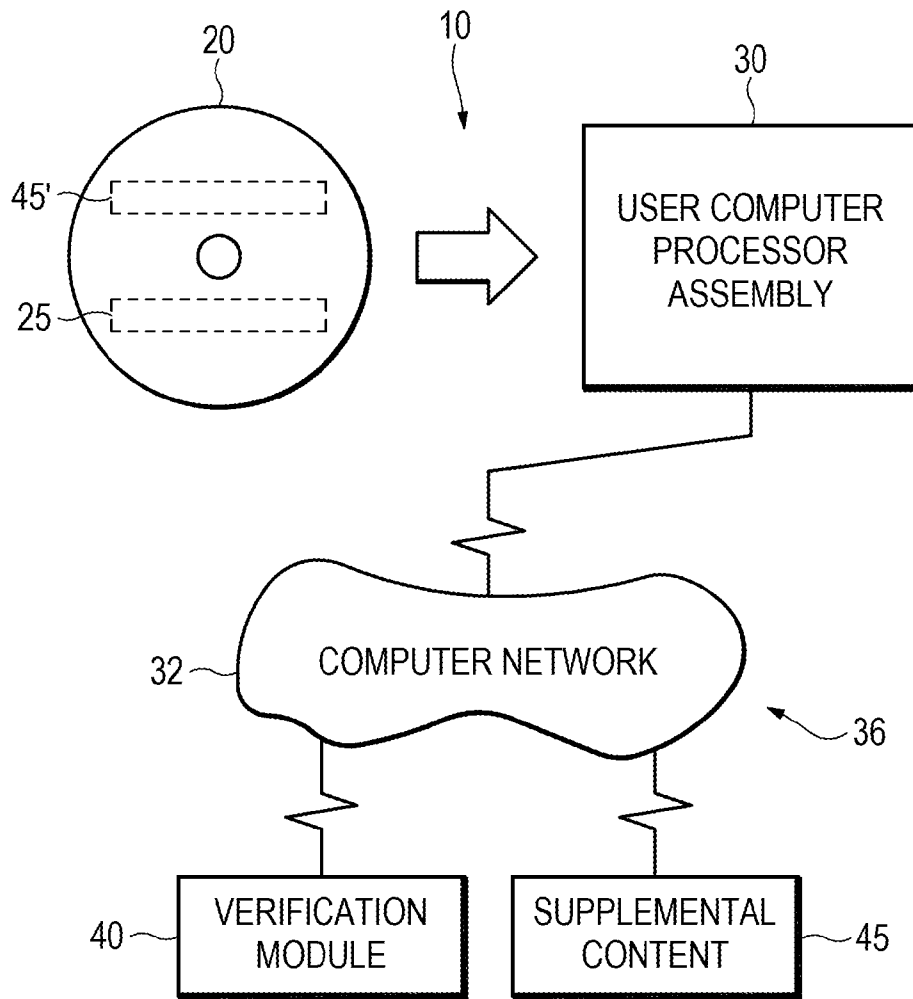 10
20
30
45'
25
USER COMPUTER
PROCESSOR
ASSEMBLY
32
COMPUTER NETWORK
36
40
VERIFICATION
MODULE
SUPPLEMENTAL
CONTENT
45